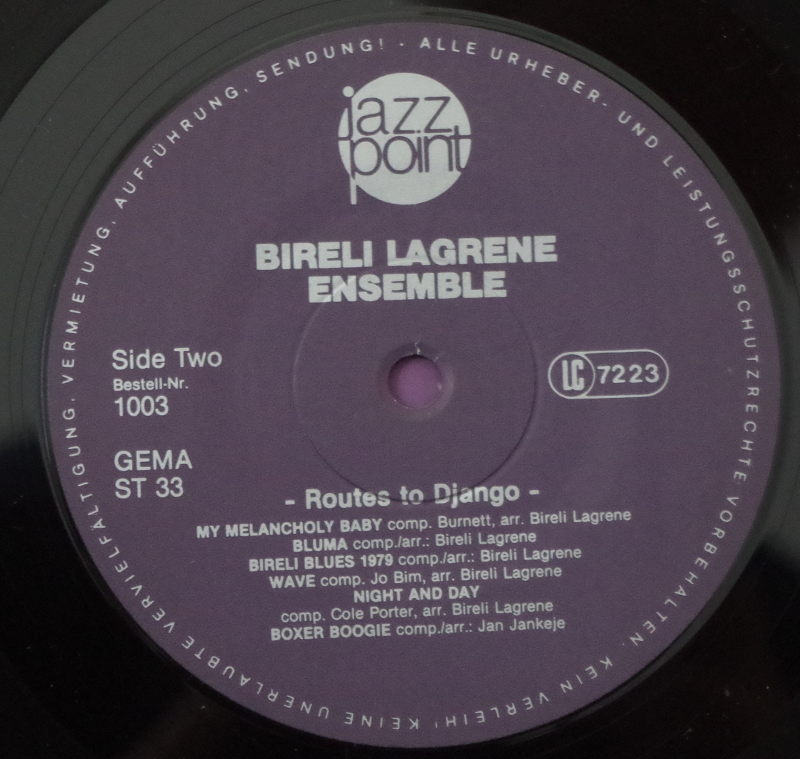 jazz
point
BIRELI LAGRENE
ENSEMBLE
Side Two
Bestell-Nr.
1003
LC 7223
GEMA
ST 33
- Routes to Django -
MY MELANCHOLY BABY comp. Burnett, arr. Bireli Lagrene
BLUMA comp./arr.: Bireli Lagrene
BIRELI BLUES 1979 comp./arr.: Bireli Lagrene
WAVE comp. Jo Bim, arr. Bireli Lagrene
NIGHT AND DAY
comp. Cole Porter, arr. Bireli Lagrene
BOXER BOOGIE comp./arr.: Jan Jankeje
ALLE URHEBER- UND LEISTUNGSSCHUTZRECHTE VORBEHALTEN. KEIN VERLEIH! KEINE UNERLAUBTE VERVIELFÄLTIGUNG, VERMIETUNG, AUFFÜHRUNG, SENDUNG! -